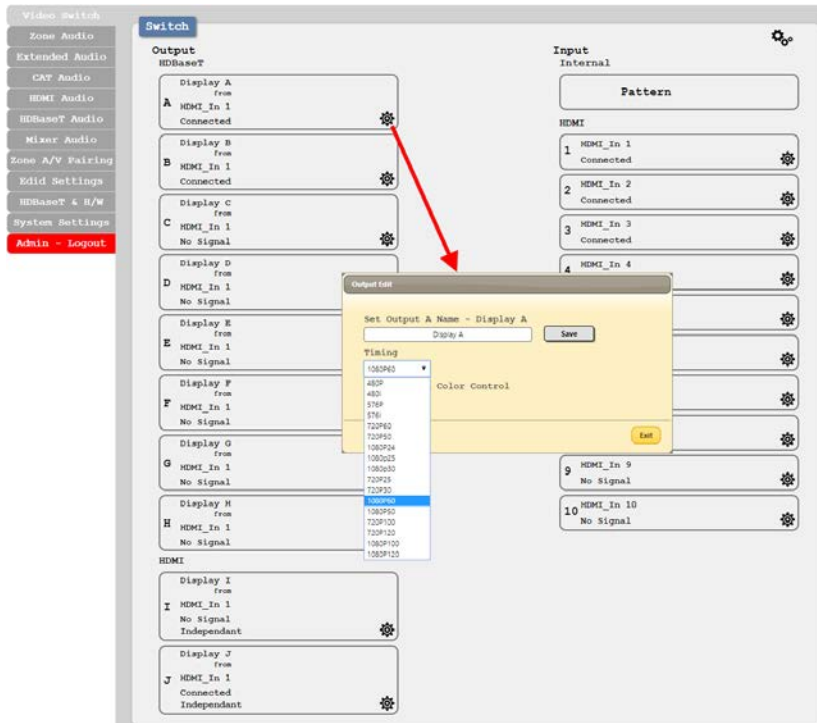 Video Switch
Zone Audio
Extended Audio
CAT Audio
HDMI Audio
HDBaseT Audio
Mixer Audio
Zone A/V Pairing
Edid Settings
HDBaseT & H/W
System Settings
Admin - Logout
Switch
Output
HDBaseT
Display A
from
A HDMI_In 1
Connected
Display B
from
B HDMI_In 1
Connected
Display C
from
C HDMI_In 1
No Signal
Display D
from
D HDMI_In 1
No Signal
Display E
from
E HDMI_In 1
No Signal
Display F
from
F HDMI_In 1
No Signal
Display G
from
G HDMI_In 1
No Signal
Display H
from
H HDMI_In 1
No Signal
HDMI
Display I
from
I HDMI_In 1
No Signal
Independant
Display J
from
J HDMI_In 1
Connected
Independant
Output Edit
Set Output A Name - Display A
Display A
Save
Timing
1080P60
Color Control
480P
480i
576P
576i
720P60
720P50
1080P24
1080p25
1080p30
720P25
720P30
1080P60
1080P50
720P100
720P120
1080P100
1080P120
Exit
Input
Internal
Pattern
HDMI
1 HDMI_In 1
Connected
2 HDMI_In 2
Connected
3 HDMI_In 3
Connected
4 HDMI_In 4
9 HDMI_In 9
No Signal
10 HDMI_In 10
No Signal